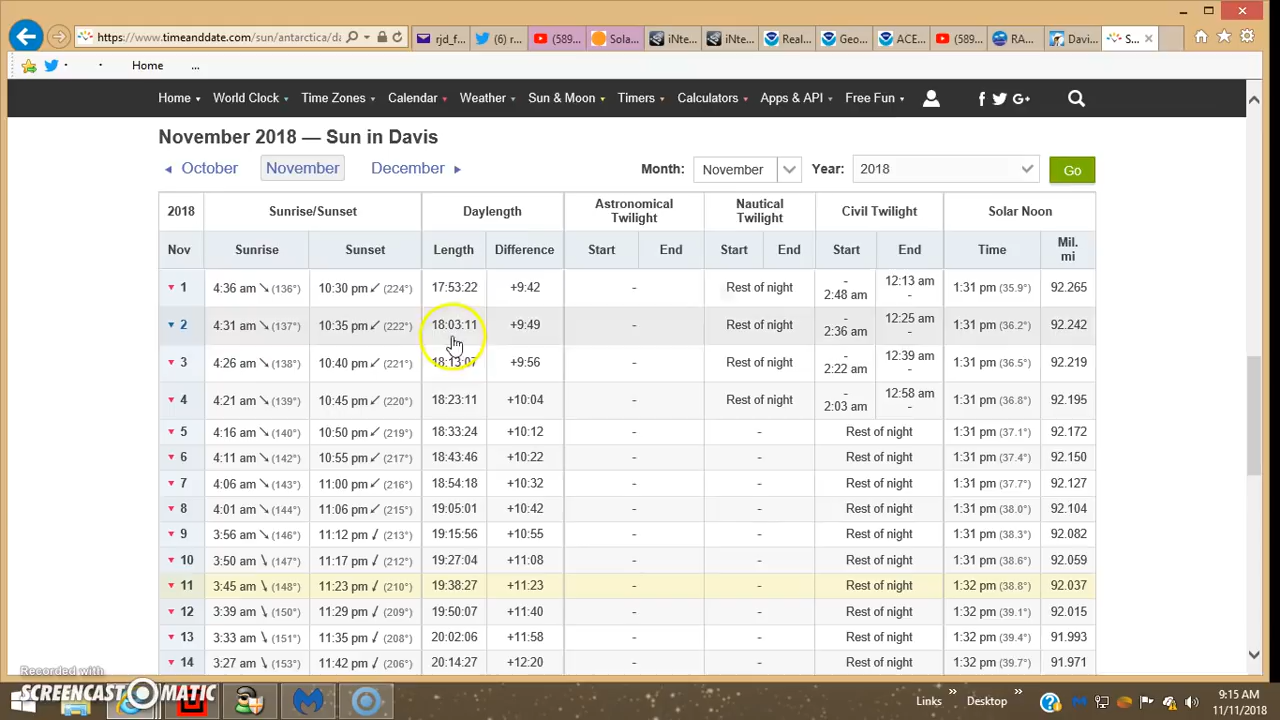 https://www.timeanddate.com/sun/antarctica/da
rjd_f...
(6) r...
(589...
Sola...
iNte...
iNte...
Real...
Geo...
ACE...
(589...
RA...
Davi...
S...
Home
...
Home World Clock Time Zones Calendar Weather Sun & Moon Timers Calculators Apps & API Free Fun
November 2018 — Sun in Davis
October November December Month: November Year: 2018 Go
2018 Sunrise/Sunset Daylength Astronomical Twilight Nautical Twilight Civil Twilight Solar Noon
Nov Sunrise Sunset Length Difference Start End Start End Start End Time Mil. mi
1 4:36 am (136°) 10:30 pm (224°) 17:53:22 +9:42 - Rest of night - 2:48 am 12:13 am - 1:31 pm (35.9°) 92.265
2 4:31 am (137°) 10:35 pm (222°) 18:03:11 +9:49 - Rest of night - 2:36 am 12:25 am - 1:31 pm (36.2°) 92.242
3 4:26 am (138°) 10:40 pm (221°) 18:13:07 +9:56 - Rest of night - 2:22 am 12:39 am - 1:31 pm (36.5°) 92.219
4 4:21 am (139°) 10:45 pm (220°) 18:23:11 +10:04 - Rest of night - 2:03 am 12:58 am - 1:31 pm (36.8°) 92.195
5 4:16 am (140°) 10:50 pm (219°) 18:33:24 +10:12 - - Rest of night 1:31 pm (37.1°) 92.172
6 4:11 am (142°) 10:55 pm (217°) 18:43:46 +10:22 - - Rest of night 1:31 pm (37.4°) 92.150
7 4:06 am (143°) 11:00 pm (216°) 18:54:18 +10:32 - - Rest of night 1:31 pm (37.7°) 92.127
8 4:01 am (144°) 11:06 pm (215°) 19:05:01 +10:42 - - Rest of night 1:31 pm (38.0°) 92.104
9 3:56 am (146°) 11:12 pm (213°) 19:15:56 +10:55 - - Rest of night 1:31 pm (38.3°) 92.082
10 3:50 am (147°) 11:17 pm (212°) 19:27:04 +11:08 - - Rest of night 1:31 pm (38.6°) 92.059
11 3:45 am (148°) 11:23 pm (210°) 19:38:27 +11:23 - - Rest of night 1:32 pm (38.8°) 92.037
12 3:39 am (150°) 11:29 pm (209°) 19:50:07 +11:40 - - Rest of night 1:32 pm (39.1°) 92.015
13 3:33 am (151°) 11:35 pm (208°) 20:02:06 +11:58 - - Rest of night 1:32 pm (39.4°) 91.993
14 3:27 am (153°) 11:42 pm (206°) 20:14:27 +12:20 - - Rest of night 1:32 pm (39.7°) 91.971
Recorded with
SCREENCAST-O-MATIC
Links » Desktop »
9:15 AM
11/11/2018